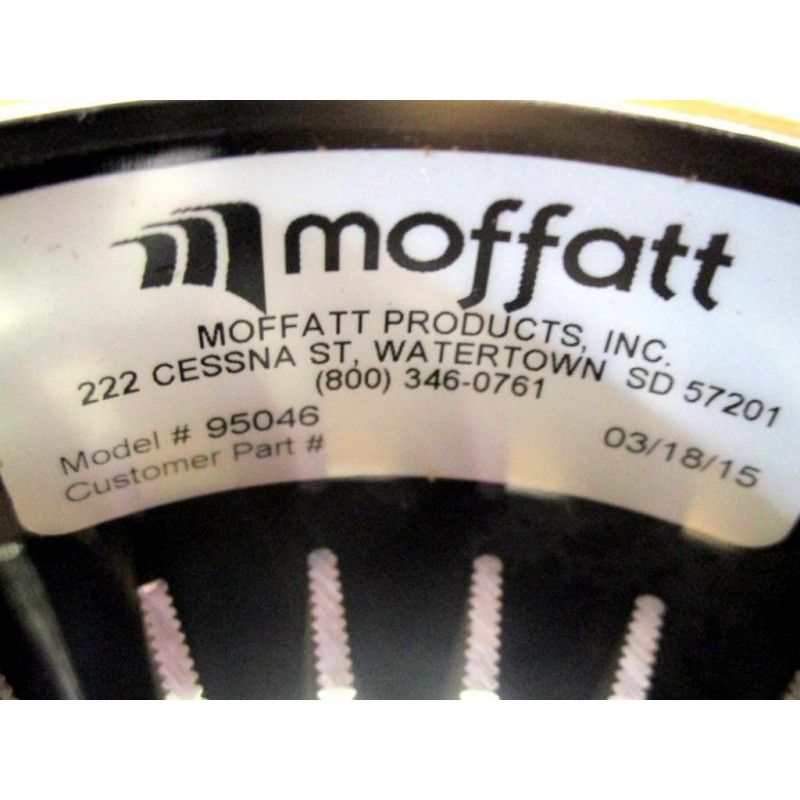 moffatt
MOFFATT PRODUCTS, INC.
222 CESSNA ST, WATERTOWN SD 57201
(800) 346-0761
Model # 95046
Customer Part #
03/18/15